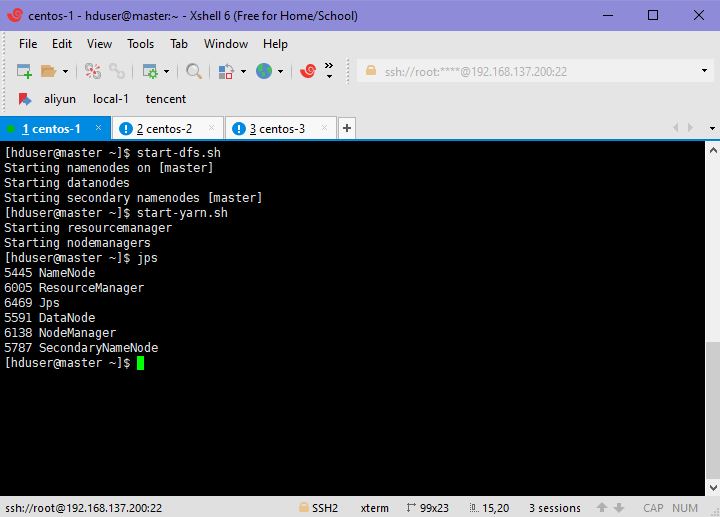 centos-1 - hduser@master:~ - Xshell 6 (Free for Home/School)
File Edit View Tools Tab Window Help
ssh://root:****@192.168.137.200:22
aliyun local-1 tencent
1 centos-1 × 2 centos-2 × 3 centos-3 × +
[hduser@master ~]$ start-dfs.sh
Starting namenodes on [master]
Starting datanodes
Starting secondary namenodes [master]
[hduser@master ~]$ start-yarn.sh
Starting resourcemanager
Starting nodemanagers
[hduser@master ~]$ jps
5445 NameNode
6005 ResourceManager
6469 Jps
5591 DataNode
6138 NodeManager
5787 SecondaryNameNode
[hduser@master ~]$
ssh://root@192.168.137.200:22 SSH2 xterm 99x23 15,20 3 sessions CAP NUM